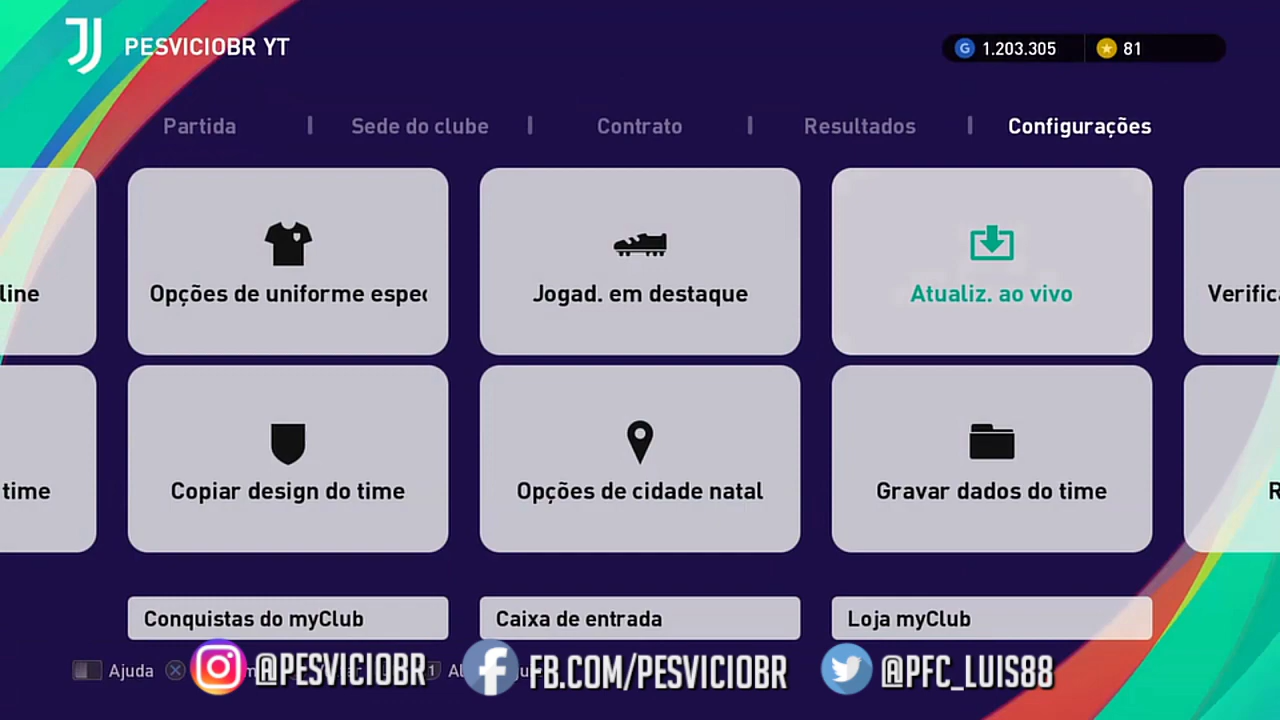 PESVICIOBR YT
G 1.203.305
81
Partida
Sede do clube
Contrato
Resultados
Configurações
line
Opções de uniforme espec
Jogad. em destaque
Atualiz. ao vivo
Verific
time
Copiar design do time
Opções de cidade natal
Gravar dados do time
R
Conquistas do myClub
Caixa de entrada
Loja myClub
Ajuda
@PESVICIOBR
FB.COM/PESVICIOBR
@PFC_LUIS88